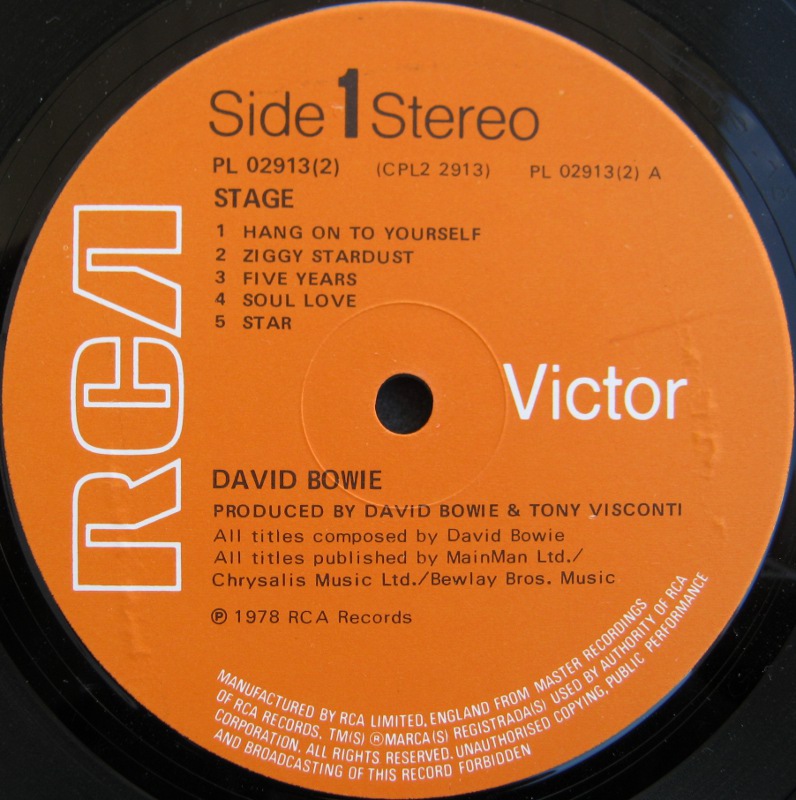 Side 1 Stereo
PL 02913(2) (CPL2 2913) PL 02913(2) A
STAGE
1 HANG ON TO YOURSELF
2 ZIGGY STARDUST
3 FIVE YEARS
4 SOUL LOVE
5 STAR
RCA
Victor
DAVID BOWIE
PRODUCED BY DAVID BOWIE & TONY VISCONTI
All titles composed by David Bowie
All titles published by MainMan Ltd./
Chrysalis Music Ltd./Bewlay Bros. Music
℗ 1978 RCA Records
MANUFACTURED BY RCA LIMITED, ENGLAND FROM MASTER RECORDINGS
OF RCA RECORDS. TM(S) ® MARCA(S) REGISTRADA(S) USED BY AUTHORITY OF RCA
CORPORATION. ALL RIGHTS RESERVED. UNAUTHORISED COPYING, PUBLIC PERFORMANCE
AND BROADCASTING OF THIS RECORD FORBIDDEN